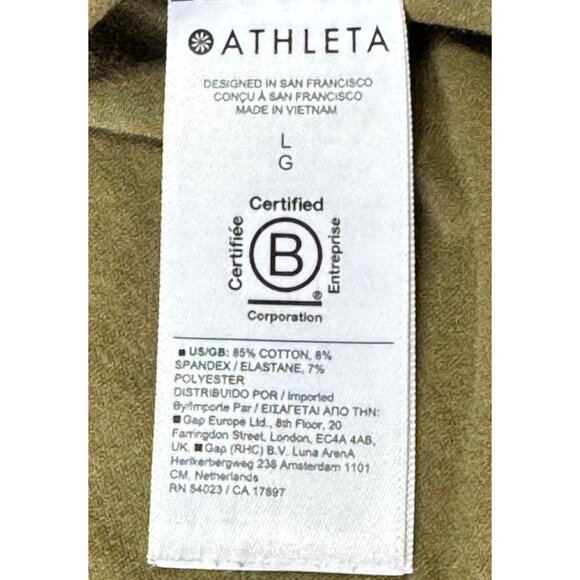 ATHLETA
DESIGNED IN SAN FRANCISCO
CONÇU À SAN FRANCISCO
MADE IN VIETNAM
L
G
Certified
Certifiée
B
Entreprise
®
Corporation
US/GB: 85% COTTON, 8%
SPANDEX / ELASTANE, 7%
POLYESTER
DISTRIBUIDO POR / Imported
By/Importe Par / ΕΙΣΑΓΕΤΑΙ ΑΠΟ ΤΗΝ:
Gap Europe Ltd., 8th Floor, 20
Farringdon Street, London, EC4A 4AB,
UK. Gap (RHC) B.V. Luna ArenA
Herikerbergweg 238 Amsterdam 1101
CM, Netherlands
RN 54023 / CA 17897